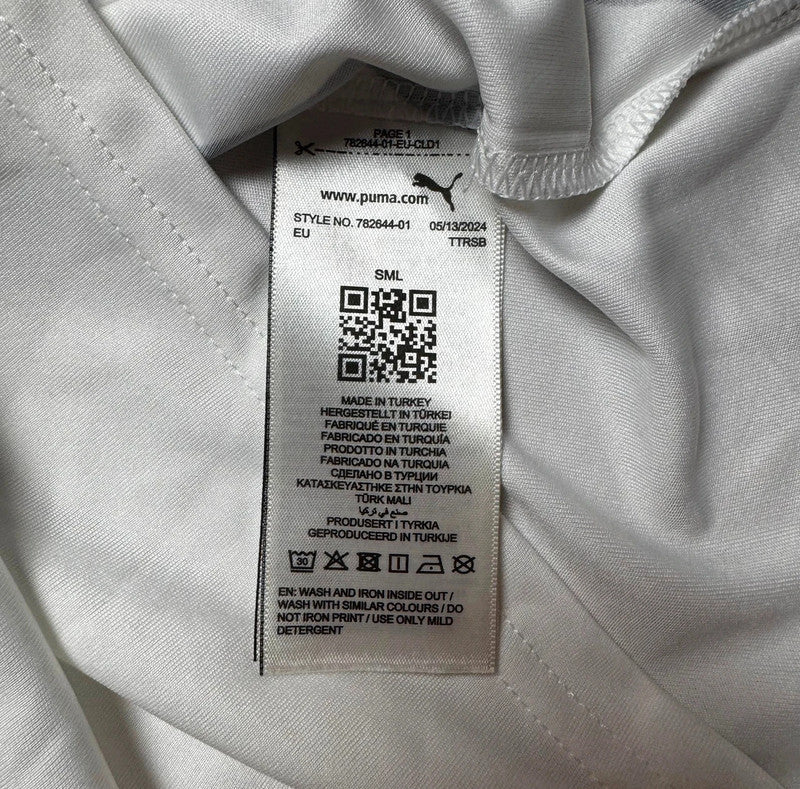 PAGE 1
782644-01-EU-CLD1
www.puma.com
STYLE NO. 782644-01 05/13/2024
EU TTRSB
SML
MADE IN TURKEY
HERGESTELLT IN TÜRKEI
FABRIQUÉ EN TURQUIE
FABRICADO EN TURQUÍA
PRODOTTO IN TURCHIA
FABRICADO NA TURQUIA
СДЕЛАНО В ТУРЦИИ
ΚΑΤΑΣΚΕΥΑΣΤΗΚΕ ΣΤΗΝ ΤΟΥΡΚΙΑ
TÜRK MALI
صنع في تركيا
PRODUSERT I TYRKIA
GEPRODUCEERD IN TURKIJE
30
EN: WASH AND IRON INSIDE OUT /
WASH WITH SIMILAR COLOURS / DO
NOT IRON PRINT / USE ONLY MILD
DETERGENT